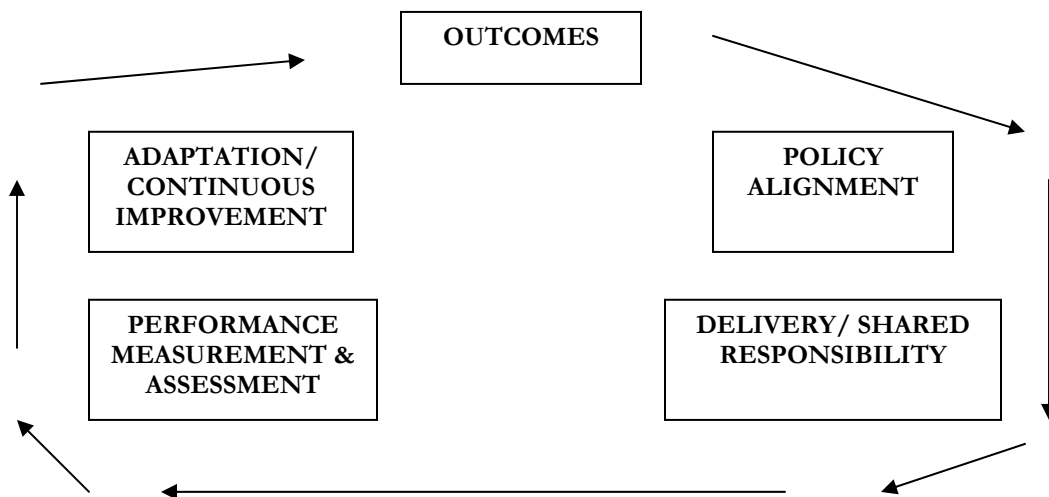 OUTCOMES
ADAPTATION/
CONTINUOUS
IMPROVEMENT
POLICY
ALIGNMENT
PERFORMANCE
MEASUREMENT &
ASSESSMENT
DELIVERY/ SHARED
RESPONSIBILITY